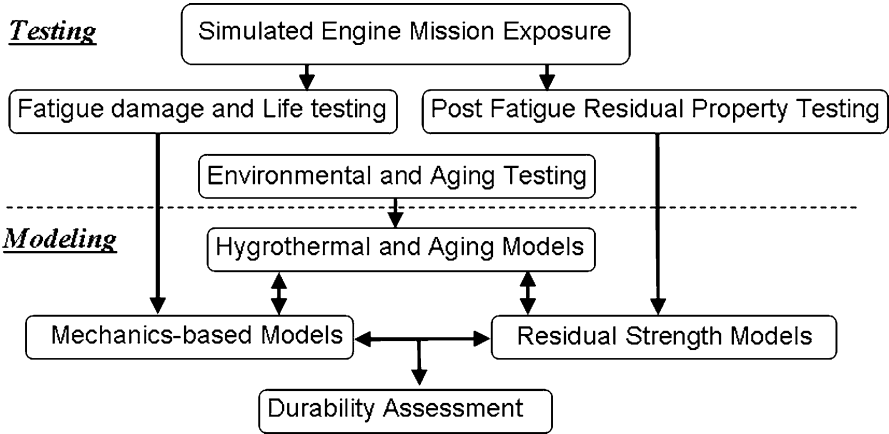 Testing
Simulated Engine Mission Exposure
Fatigue damage and Life testing
Post Fatigue Residual Property Testing
Environmental and Aging Testing
Modeling
Hygrothermal and Aging Models
Mechanics-based Models
Residual Strength Models
Durability Assessment